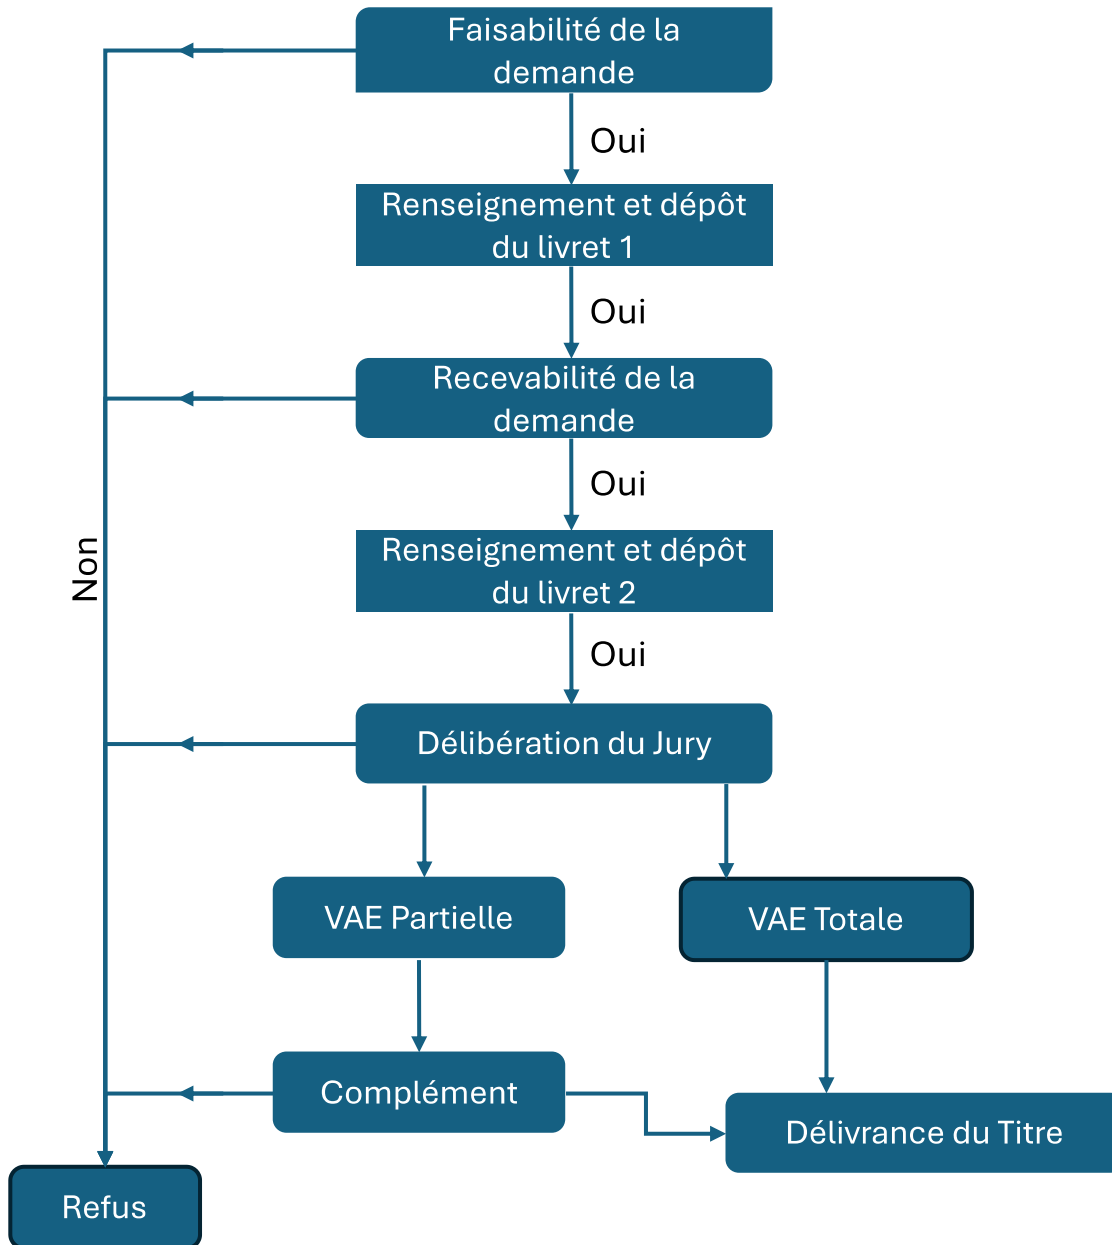 Faisabilité de la
demande
Oui
Renseignement et dépôt
du livret 1
Oui
Recevabilité de la
demande
Oui
Non
Renseignement et dépôt
du livret 2
Oui
Délibération du Jury
VAE Partielle
VAE Totale
Complément
Délivrance du Titre
Refus